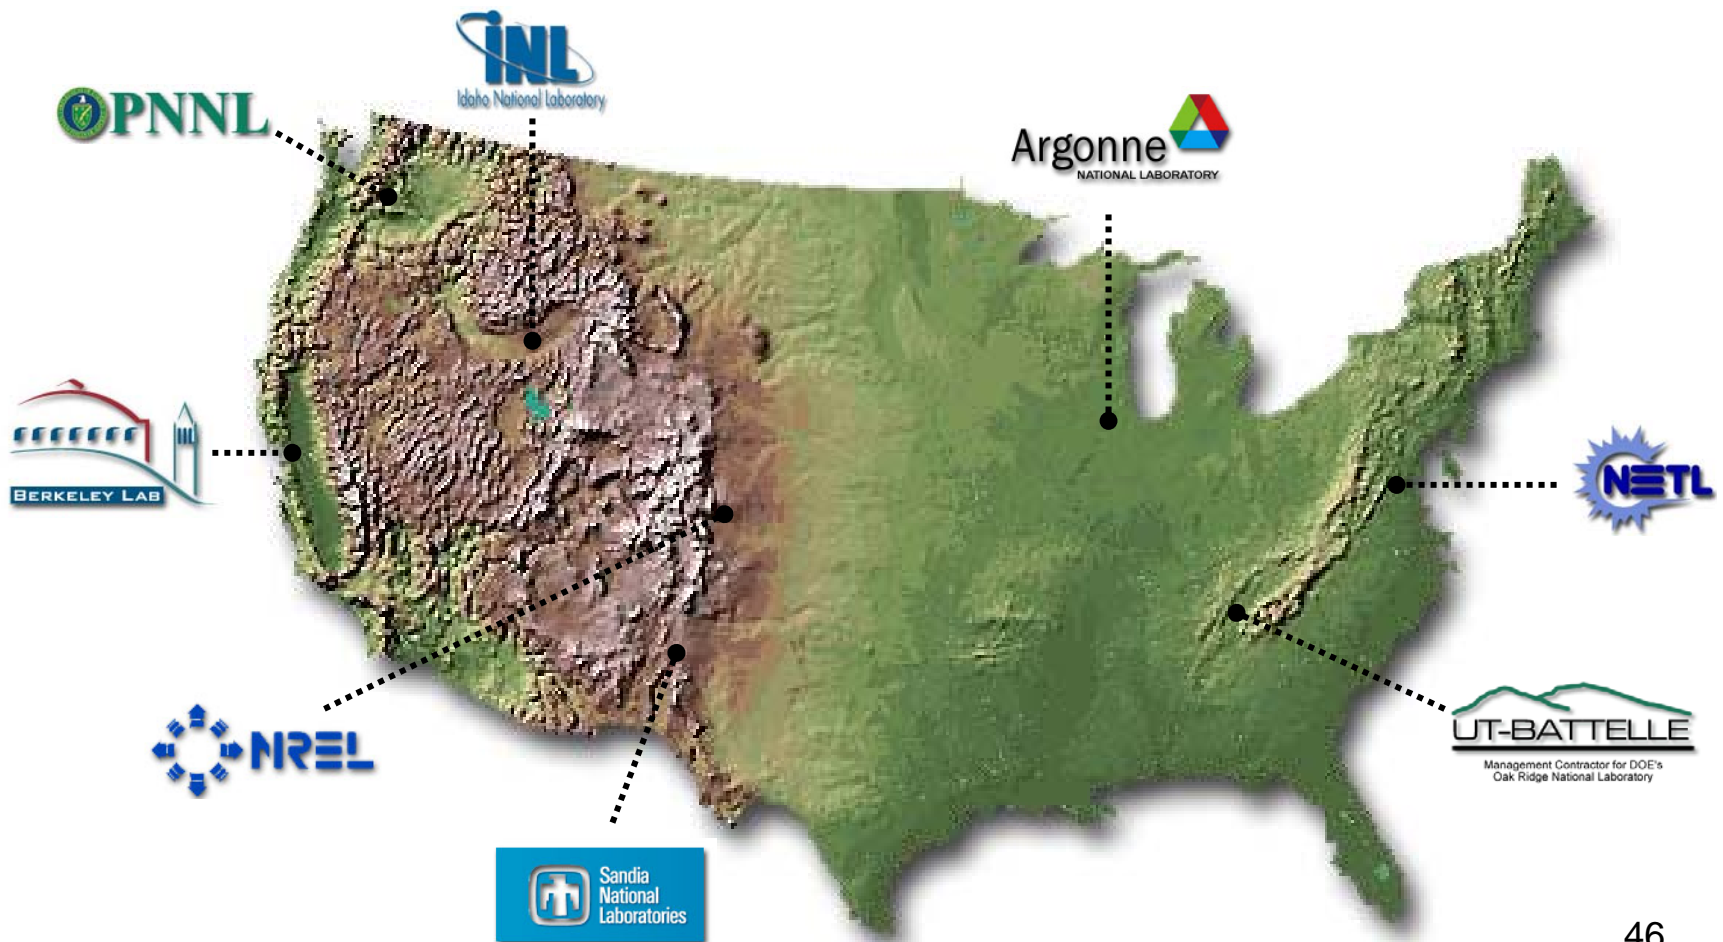 INL
Idaho National Laboratory
PNNL
Argonne
NATIONAL LABORATORY
BERKELEY LAB
NETL
NREL
UT-BATTELLE
Management Contractor for DOE's
Oak Ridge National Laboratory
Sandia
National
Laboratories
46